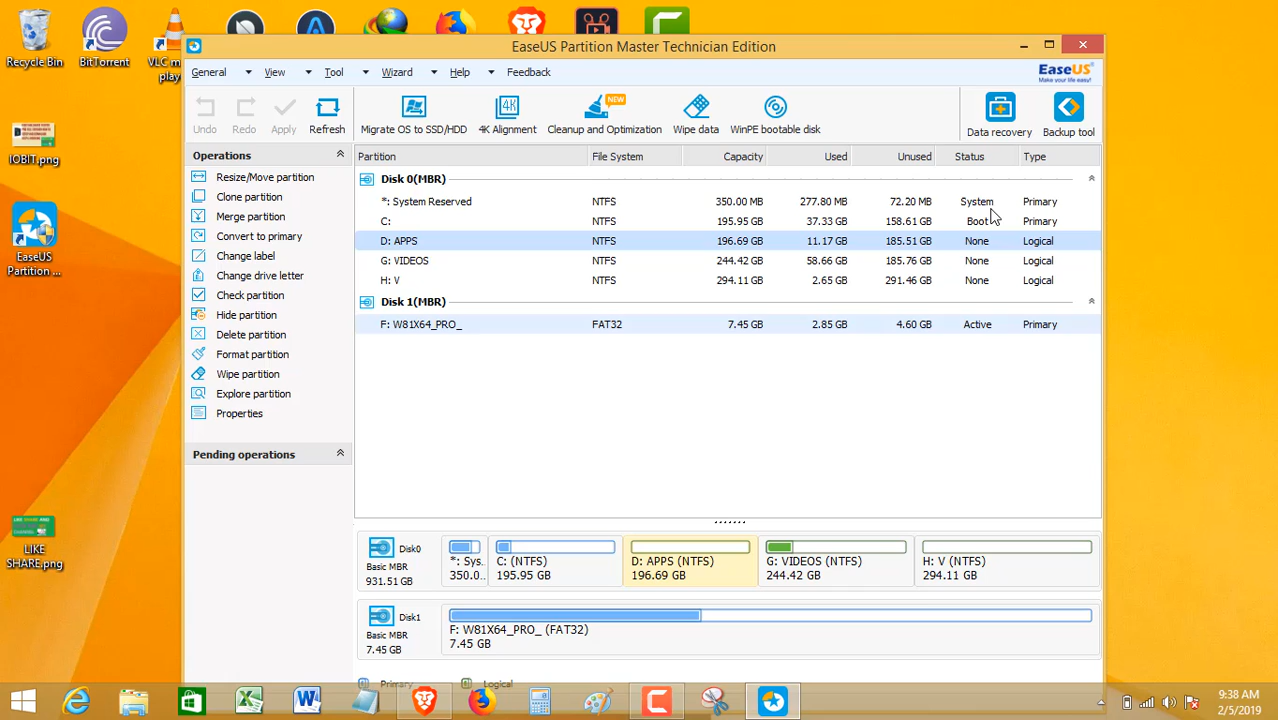 Recycle Bin
BitTorrent
VLC m
play
IOBIT.png
EaseUS
Partition ...
LIKE
SHARE.png
EaseUS Partition Master Technician Edition
General View Tool Wizard Help Feedback
EaseUS
Make your life easy!
Undo Redo Apply Refresh
NEW
Migrate OS to SSD/HDD
4K
Alignment
Cleanup and Optimization Wipe data WinPE bootable disk
Data recovery Backup tool
Operations
Resize/Move partition
Clone partition
Merge partition
Convert to primary
Change label
Change drive letter
Check partition
Hide partition
Delete partition
Format partition
Wipe partition
Explore partition
Properties
Pending operations
Partition File System Capacity Used Unused Status Type
Disk 0(MBR)
*: System Reserved NTFS 350.00 MB 277.80 MB 72.20 MB System Primary
C: NTFS 195.95 GB 37.33 GB 158.61 GB Boot Primary
D: APPS NTFS 196.69 GB 11.17 GB 185.51 GB None Logical
G: VIDEOS NTFS 244.42 GB 58.66 GB 185.76 GB None Logical
H: V NTFS 294.11 GB 2.65 GB 291.46 GB None Logical
Disk 1(MBR)
F: W81X64_PRO_ FAT32 7.45 GB 2.85 GB 4.60 GB Active Primary
Disk0
Basic MBR
931.51 GB
*: Sys.
350.0..
C: (NTFS)
195.95 GB
D: APPS (NTFS)
196.69 GB
G: VIDEOS (NTFS)
244.42 GB
H: V (NTFS)
294.11 GB
Disk1
Basic MBR
7.45 GB
F: W81X64_PRO_ (FAT32)
7.45 GB
Primary Logical
9:38 AM
2/5/2019